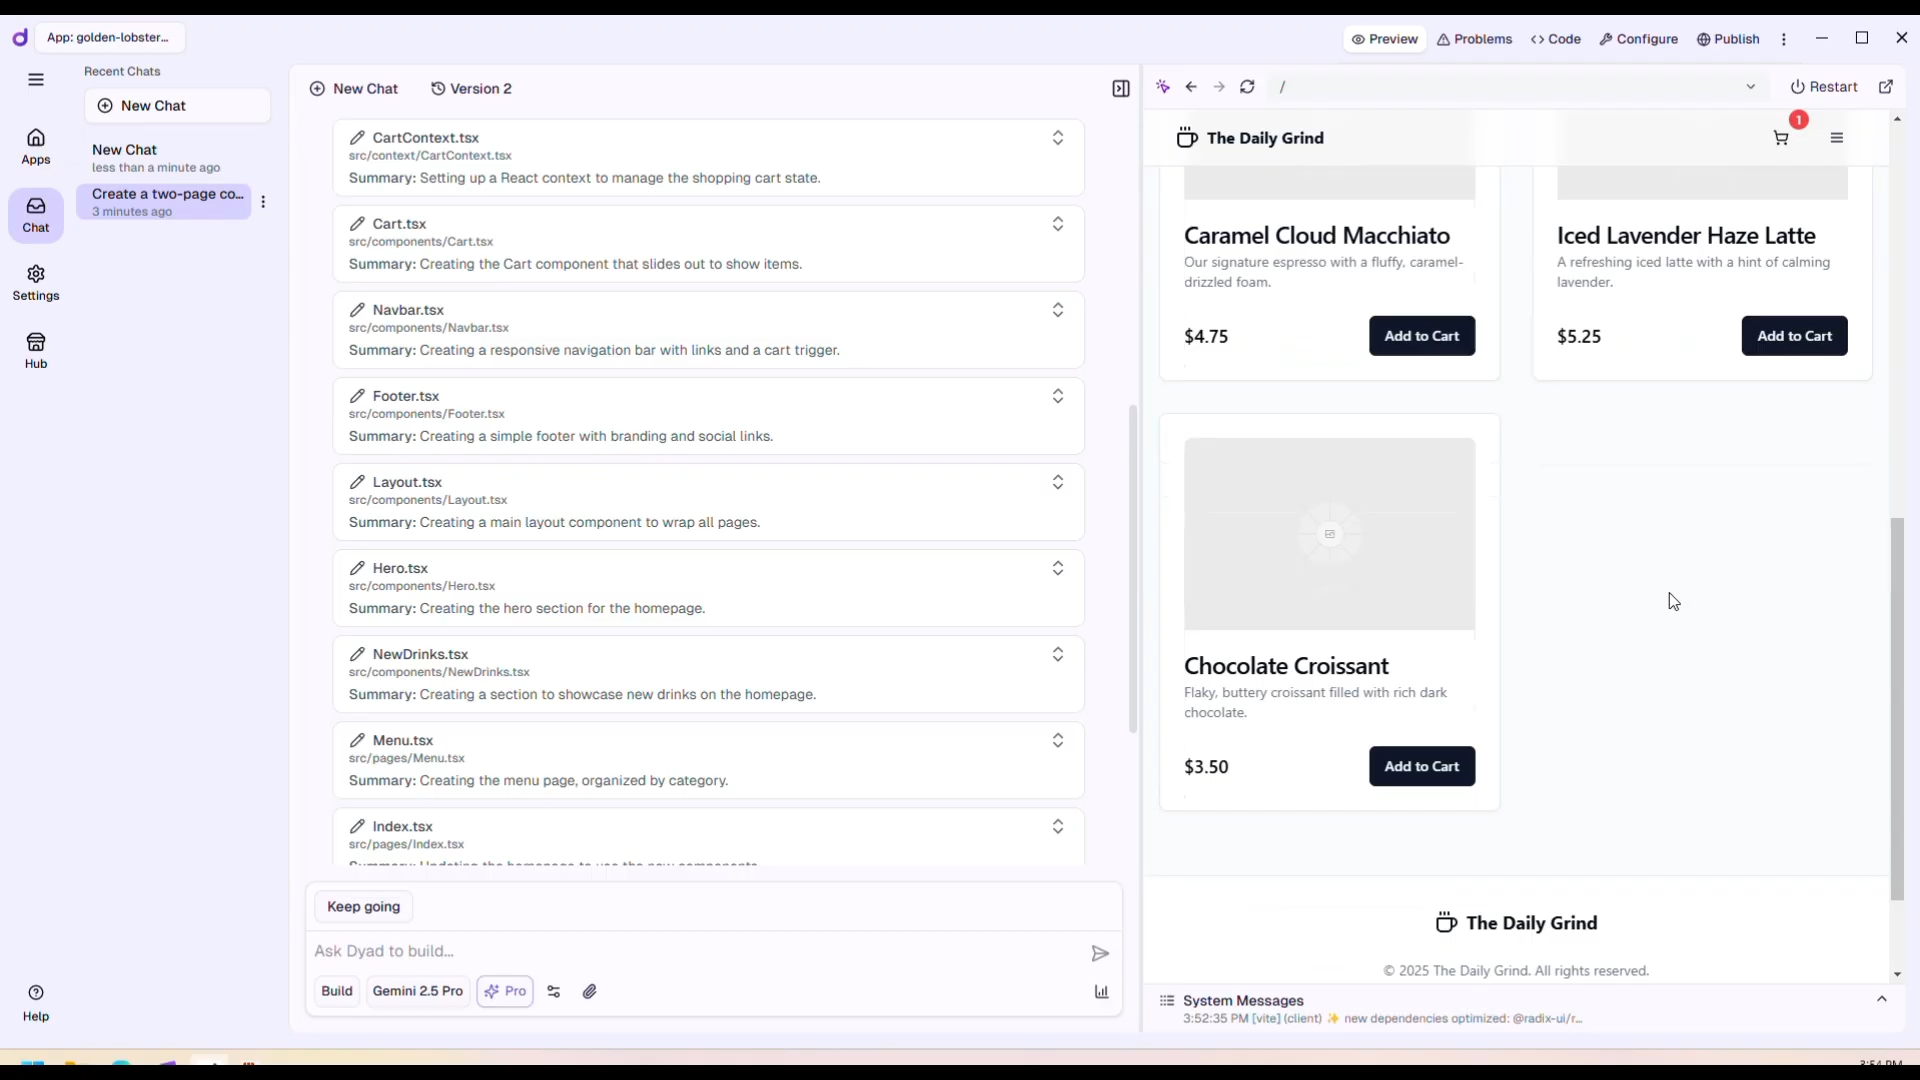 App: golden-lobster...
Preview
Problems
Code
Configure
Publish
Recent Chats
New Chat
New Chat
less than a minute ago
Create a two-page co...
3 minutes ago
Apps
Chat
Settings
Hub
Help
New Chat
Version 2
CartContext.tsx
src/context/CartContext.tsx
Summary: Setting up a React context to manage the shopping cart state.
Cart.tsx
src/components/Cart.tsx
Summary: Creating the Cart component that slides out to show items.
Navbar.tsx
src/components/Navbar.tsx
Summary: Creating a responsive navigation bar with links and a cart trigger.
Footer.tsx
src/components/Footer.tsx
Summary: Creating a simple footer with branding and social links.
Layout.tsx
src/components/Layout.tsx
Summary: Creating a main layout component to wrap all pages.
Hero.tsx
src/components/Hero.tsx
Summary: Creating the hero section for the homepage.
NewDrinks.tsx
src/components/NewDrinks.tsx
Summary: Creating a section to showcase new drinks on the homepage.
Menu.tsx
src/pages/Menu.tsx
Summary: Creating the menu page, organized by category.
Index.tsx
src/pages/Index.tsx
Summary: Updating the homepage to use the new components.
Keep going
Ask Dyad to build...
Build
Gemini 2.5 Pro
Pro
/
Restart
The Daily Grind
1
Caramel Cloud Macchiato
Our signature espresso with a fluffy, caramel-
drizzled foam.
$4.75
Add to Cart
Iced Lavender Haze Latte
A refreshing iced latte with a hint of calming
lavender.
$5.25
Add to Cart
Chocolate Croissant
Flaky, buttery croissant filled with rich dark
chocolate.
$3.50
Add to Cart
The Daily Grind
© 2025 The Daily Grind. All rights reserved.
System Messages
3:52:35 PM [vite] (client) ✨ new dependencies optimized: @radix-ui/r...
3:54 PM